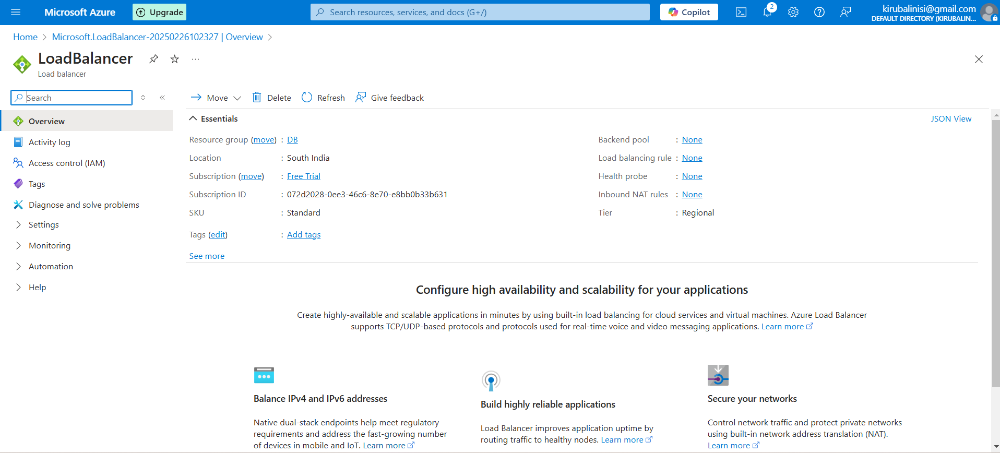 Microsoft Azure
Upgrade
Search resources, services, and docs (G+/)
Copilot
2
kirubalinisi@gmail.com
DEFAULT DIRECTORY (KIRUBALIN...
Home > Microsoft.LoadBalancer-20250226102327 | Overview >
LoadBalancer
...
Load balancer
Search
Move
Delete
Refresh
Give feedback
Overview
Activity log
Access control (IAM)
Tags
Diagnose and solve problems
Settings
Monitoring
Automation
Help
Essentials
JSON View
Resource group (move) : DB
Location : South India
Subscription (move) : Free Trial
Subscription ID : 072d2028-0ee3-46c6-8e70-e8bb0b33b631
SKU : Standard
Tags (edit) : Add tags
See more
Backend pool : None
Load balancing rule : None
Health probe : None
Inbound NAT rules : None
Tier : Regional
Configure high availability and scalability for your applications
Create highly-available and scalable applications in minutes by using built-in load balancing for cloud services and virtual machines. Azure Load Balancer
supports TCP/UDP-based protocols and protocols used for real-time voice and video messaging applications. Learn more
Balance IPv4 and IPv6 addresses
Native dual-stack endpoints help meet regulatory
requirements and address the fast-growing number
of devices in mobile and IoT. Learn more
Build highly reliable applications
Load Balancer improves application uptime by
routing traffic to healthy nodes. Learn more
Secure your networks
Control network traffic and protect private networks
using built-in network address translation (NAT).
Learn more